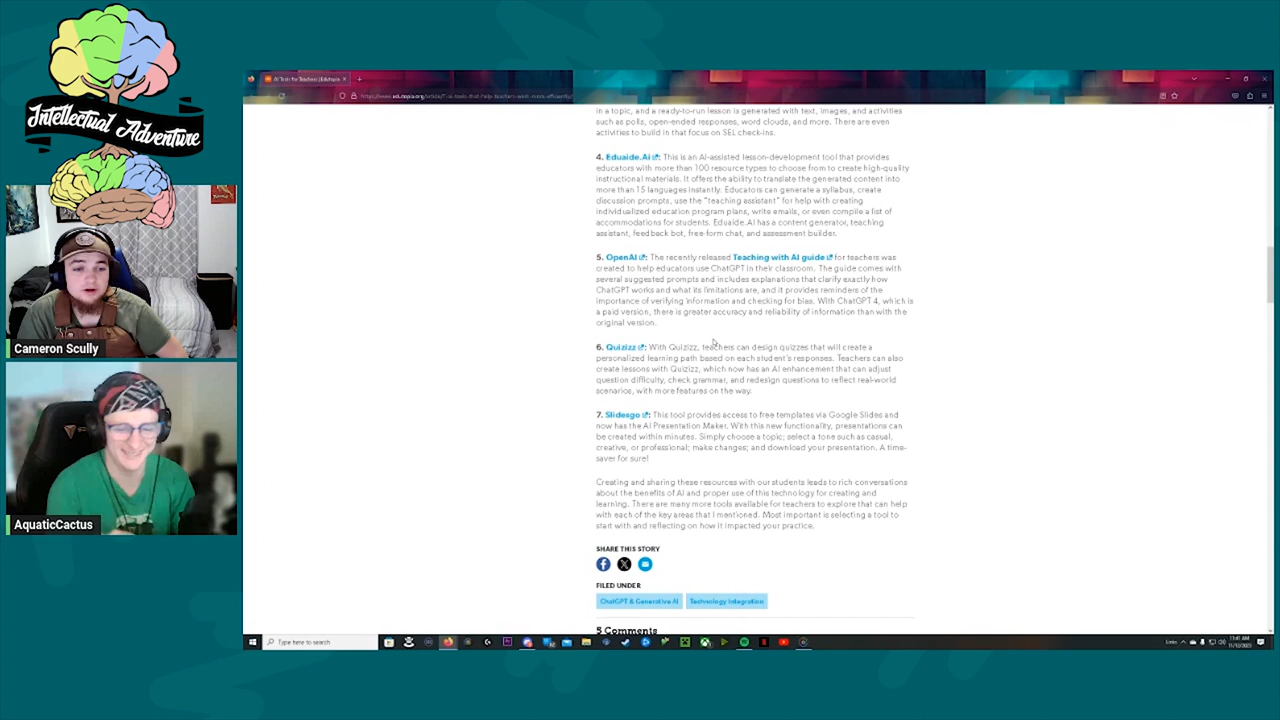 Intellectual Adventure
Cameron Scully
AquaticCactus
AI Tools for Teachers | Edutopia
in a topic, and a ready-to-run lesson is generated with text, images, and activities
such as polls, open-ended responses, word clouds, and more. There are even
activities to build in that focus on SEL check-ins.
4. Eduaide.Ai: This is an AI-assisted lesson-development tool that provides
educators with more than 100 resource types to choose from to create high-quality
instructional materials. It offers the ability to translate the generated content into
more than 15 languages instantly. Educators can generate a syllabus, create
discussion prompts, use the "teaching assistant" for help with creating
individualized education program plans, write emails, or even compile a list of
accommodations for students. Eduaide.AI has a content generator, teaching
assistant, feedback bot, free-form chat, and assessment builder.
5. OpenAI: The recently released Teaching with AI guide for teachers was
created to help educators use ChatGPT in their classroom. The guide comes with
several suggested prompts and includes explanations that clarify exactly how
ChatGPT works and what its limitations are, and it provides reminders of the
importance of verifying information and checking for bias. With ChatGPT 4, which is
a paid version, there is greater accuracy and reliability of information than with the
original version.
6. Quizizz: With Quizizz, teachers can design quizzes that will create a
personalized learning path based on each student's responses. Teachers can also
create lessons with Quizizz, which now has an AI enhancement that can adjust
question difficulty, check grammar, and redesign questions to reflect real-world
scenarios, with more features on the way.
7. Slidesgo: This tool provides access to free templates via Google Slides and
now has the AI Presentation Maker. With this new functionality, presentations can
be created within minutes. Simply choose a topic; select a tone such as casual,
creative, or professional; make changes; and download your presentation. A time-
saver for sure!
Creating and sharing these resources with our students leads to rich conversations
about the benefits of AI and proper use of this technology for creating and
learning. There are many more tools available for teachers to explore that can help
with each of the key areas that I mentioned. Most important is selecting a tool to
start with and reflecting on how it impacted your practice.
SHARE THIS STORY
FILED UNDER
ChatGPT & Generative AI Technology Integration
5 Comments
Type here to search
Links
11:41 AM